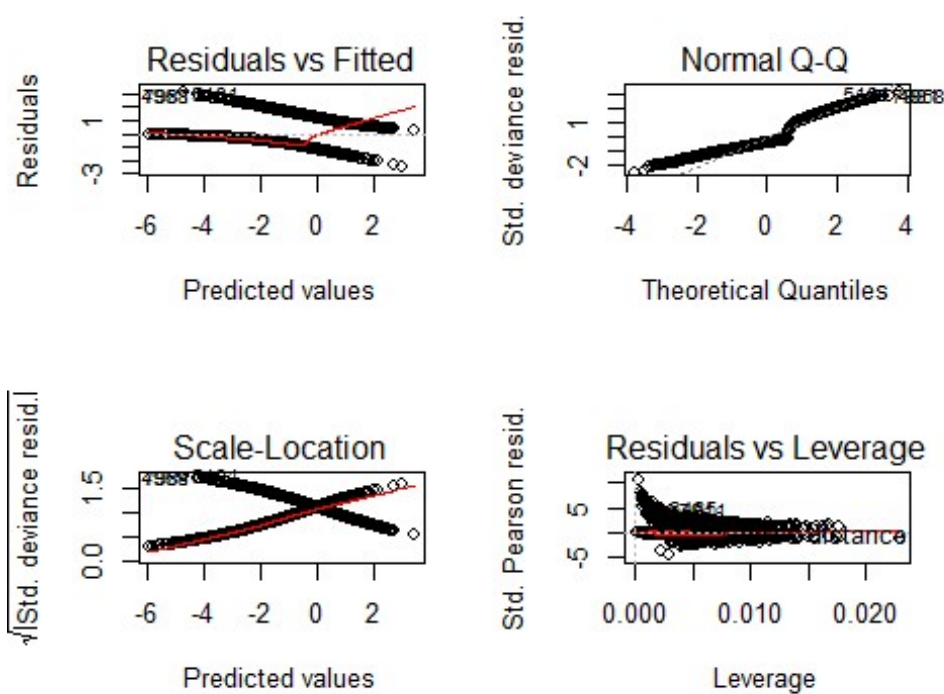 Residuals vs Fitted
Residuals
1
-3
-6 -4 -2 0 2
Predicted values
Normal Q-Q
Std. deviance resid.
1
-2
-4 -2 0 2 4
Theoretical Quantiles
Scale-Location
√|Std. deviance resid.|
1.5
0.0
-6 -4 -2 0 2
Predicted values
Residuals vs Leverage
Std. Pearson resid.
5
-5
distance
0.000 0.010 0.020
Leverage